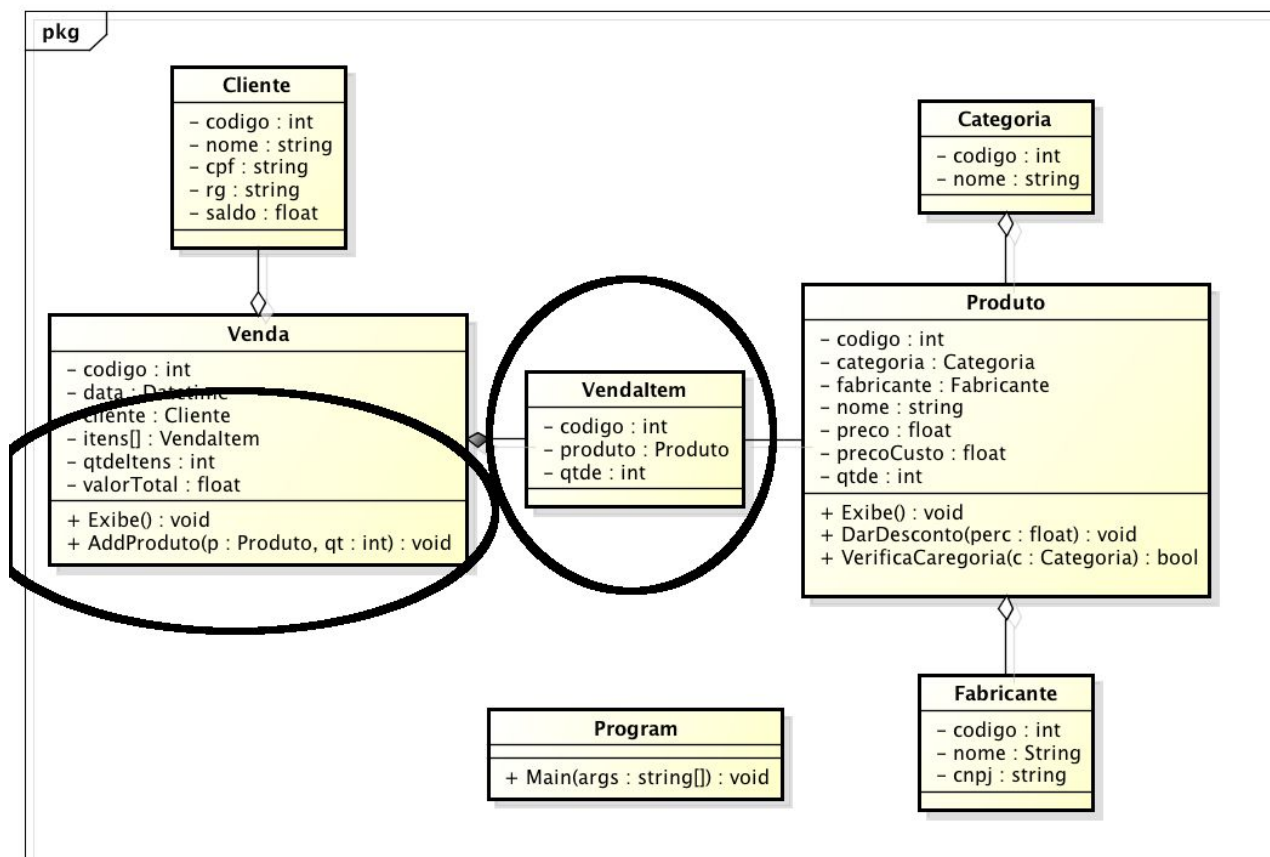 pkg
Cliente
- codigo : int
- nome : string
- cpf : string
- rg : string
- saldo : float
Categoria
- codigo : int
- nome : string
Venda
- codigo : int
- data : Datetime
- cliente : Cliente
- itens[] : VendaItem
- qtdeItens : int
- valorTotal : float
+ Exibe() : void
+ AddProduto(p : Produto, qt : int) : void
VendaItem
- codigo : int
- produto : Produto
- qtde : int
Produto
- codigo : int
- categoria : Categoria
- fabricante : Fabricante
- nome : string
- preco : float
- precoCusto : float
- qtde : int
+ Exibe() : void
+ DarDesconto(perc : float) : void
+ VerificaCaregoria(c : Categoria) : bool
Program
+ Main(args : string[]) : void
Fabricante
- codigo : int
- nome : String
- cnpj : string